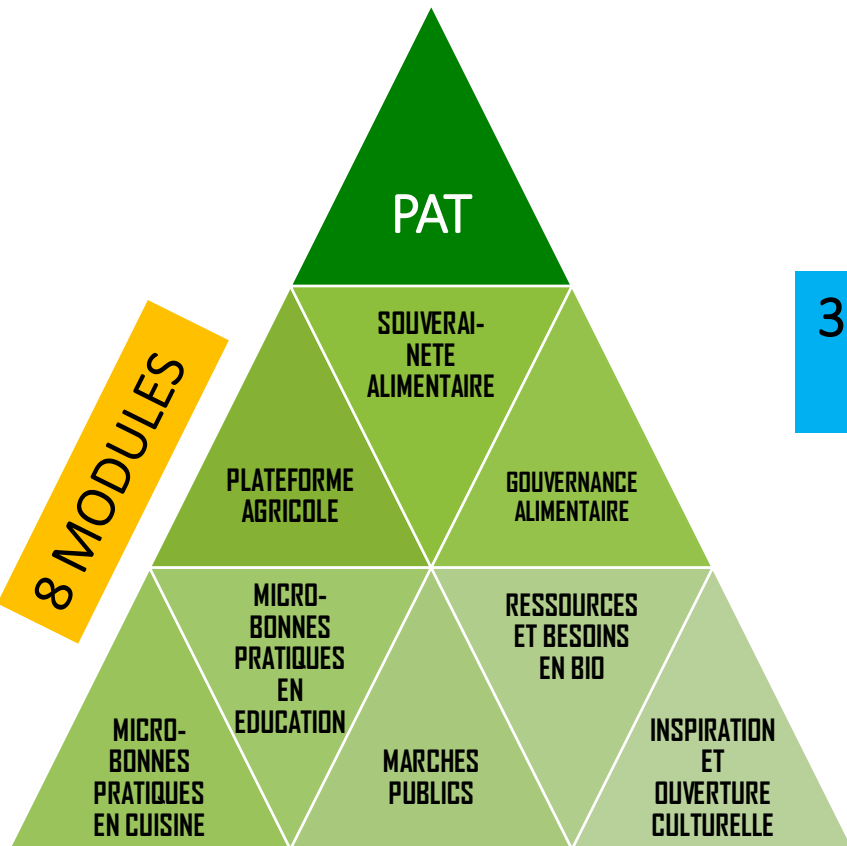 PAT
SOUVERAI-
NETE
ALIMENTAIRE
PLATEFORME
AGRICOLE
GOUVERNANCE
ALIMENTAIRE
8 MODULES
3
MICRO-
BONNES
PRATIQUES
EN
EDUCATION
RESSOURCES
ET BESOINS
EN BIO
MICRO-
BONNES
PRATIQUES
EN CUISINE
MARCHES
PUBLICS
INSPIRATION
ET
OUVERTURE
CULTURELLE